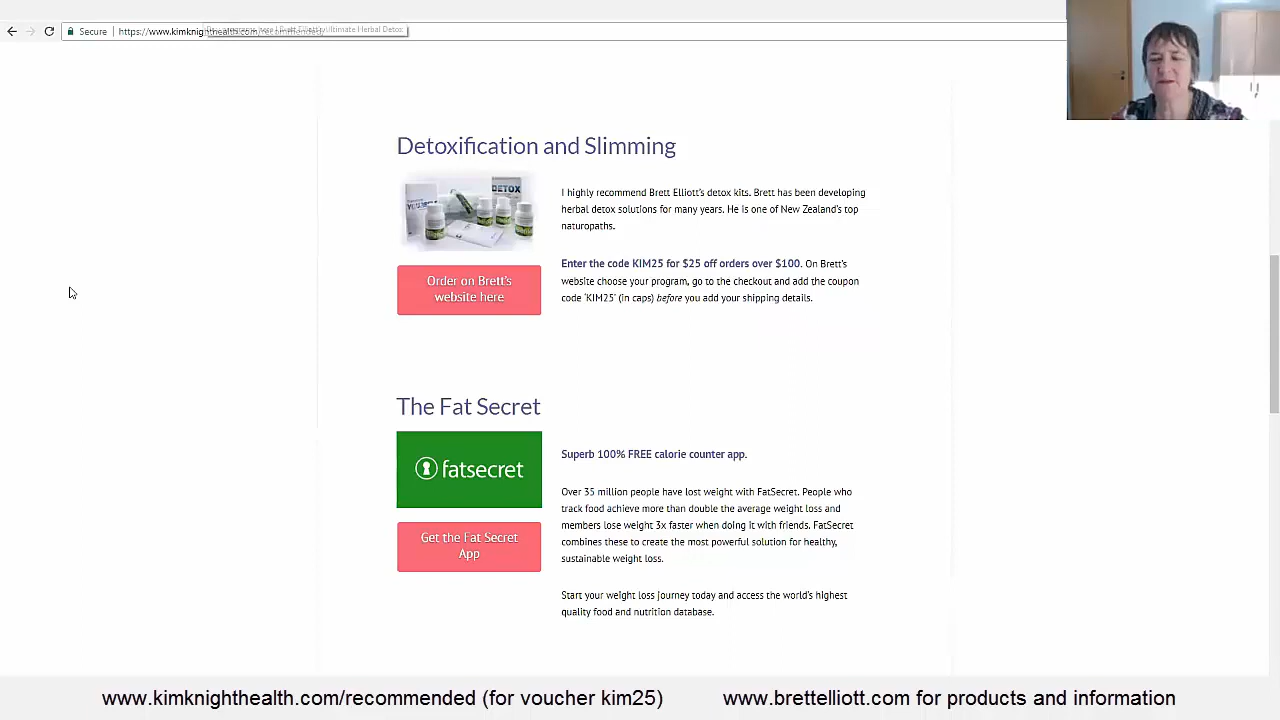 Secure https://www.kimknighthealth.com/recommended/
Detoxification and Slimming
DETOX
I highly recommend Brett Elliott's detox kits. Brett has been developing
herbal detox solutions for many years. He is one of New Zealand's top
naturopaths.
Order on Brett's
website here
Enter the code KIM25 for $25 off orders over $100. On Brett's
website choose your program, go to the checkout and add the coupon
code 'KIM25' (in caps) before you add your shipping details.
The Fat Secret
fatsecret
Superb 100% FREE calorie counter app.
Get the Fat Secret
App
Over 35 million people have lost weight with FatSecret. People who
track food achieve more than double the average weight loss and
members lose weight 3x faster when doing it with friends. FatSecret
combines these to create the most powerful solution for healthy,
sustainable weight loss.
Start your weight loss journey today and access the world's highest
quality food and nutrition database.
www.kimknighthealth.com/recommended (for voucher kim25) www.brettelliott.com for products and information